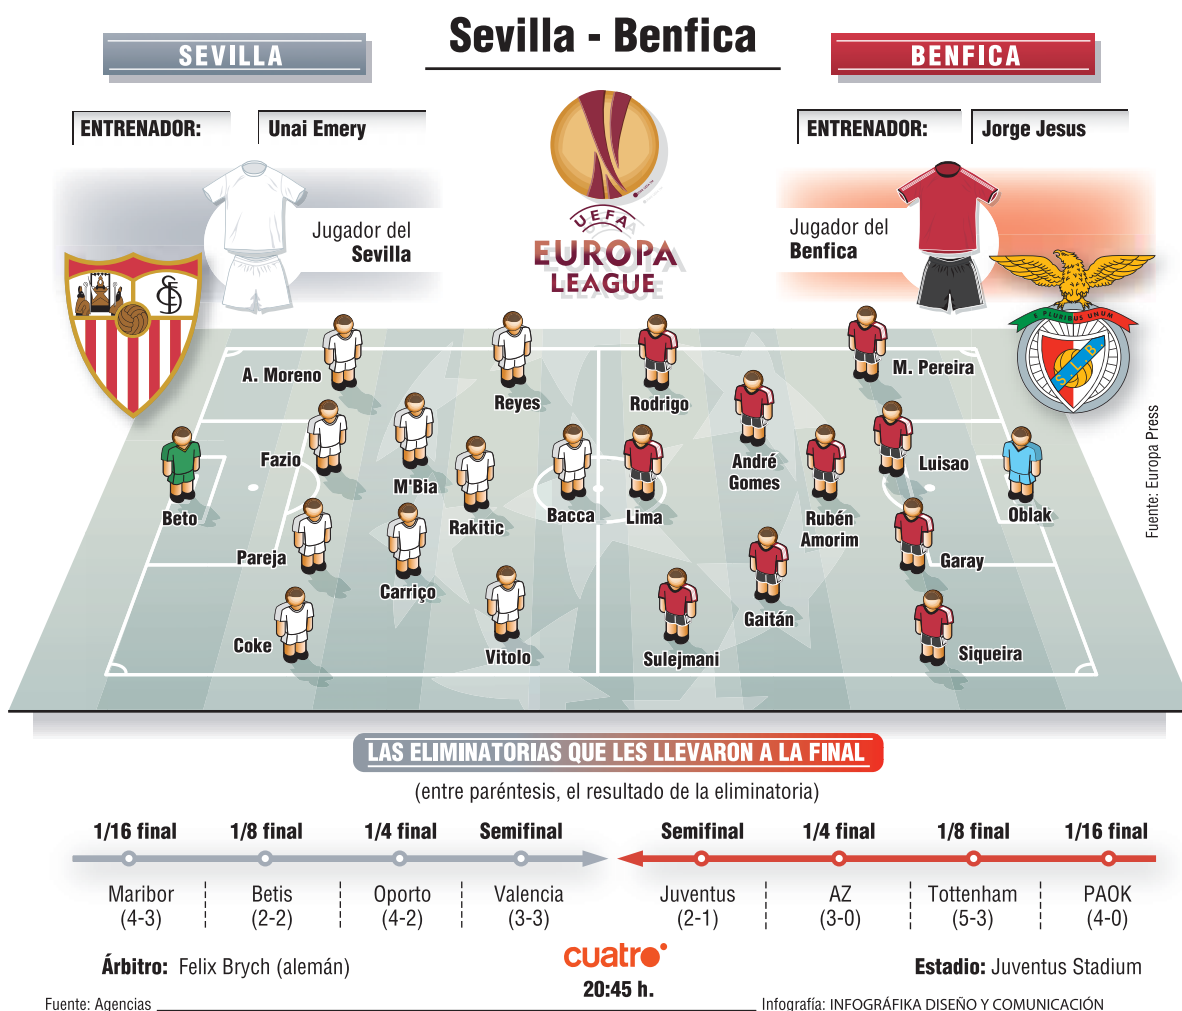 Sevilla - Benfica
SEVILLA
BENFICA
ENTRENADOR:
Unai Emery
ENTRENADOR:
Jorge Jesus
Jugador del
Sevilla
Jugador del
Benfica
UEFA
EUROPA
LEAGUE
E PLURIBUS UNUM
SLB
A. Moreno
Reyes
Rodrigo
M. Pereira
Fazio
M'Bia
Rakitic
Bacca
Lima
André
Gomes
Rubén
Amorim
Luisao
Oblak
Beto
Pareja
Carriço
Garay
Coke
Vitolo
Sulejmani
Gaitán
Siqueira
Fuente: Europa Press
LAS ELIMINATORIAS QUE LES LLEVARON A LA FINAL
(entre paréntesis, el resultado de la eliminatoria)
1/16 final
1/8 final
1/4 final
Semifinal
Semifinal
1/4 final
1/8 final
1/16 final
Maribor
(4-3)
Betis
(2-2)
Oporto
(4-2)
Valencia
(3-3)
Juventus
(2-1)
AZ
(3-0)
Tottenham
(5-3)
PAOK
(4-0)
Árbitro: Felix Brych (alemán)
cuatro
20:45 h.
Estadio: Juventus Stadium
Fuente: Agencias
Infografía: INFOGRÁFIKA DISEÑO Y COMUNICACIÓN